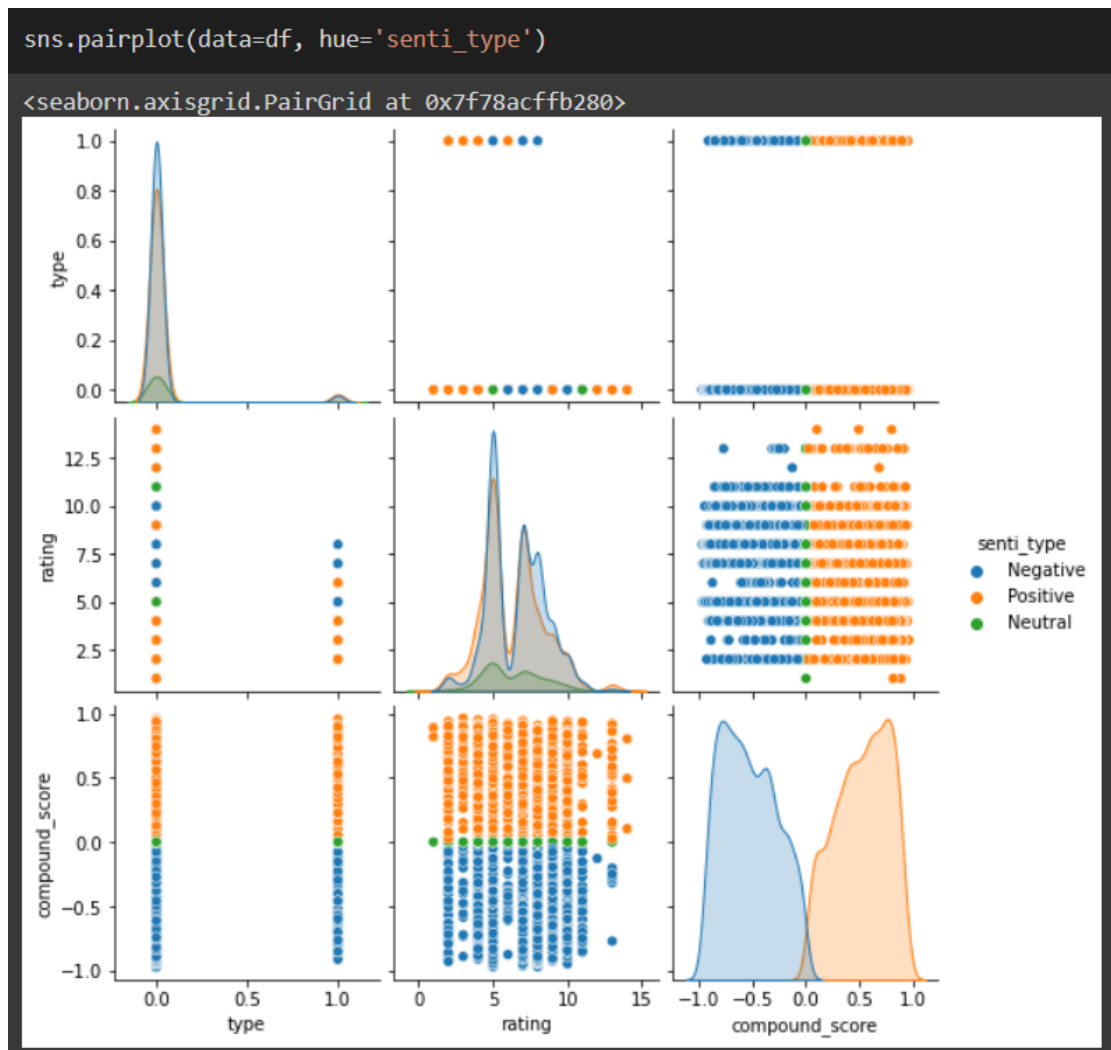 sns.pairplot(data=df, hue='senti_type')
<seaborn.axisgrid.PairGrid at 0x7f78acffb280>
1.0
0.8
0.6
0.4
0.2
0.0
type
12.5
10.0
7.5
5.0
2.5
rating
senti_type
Negative
Positive
Neutral
1.0
0.5
0.0
−0.5
−1.0
compound_score
0.0 0.5 1.0
type
0 5 10 15
rating
−1.0 −0.5 0.0 0.5 1.0
compound_score